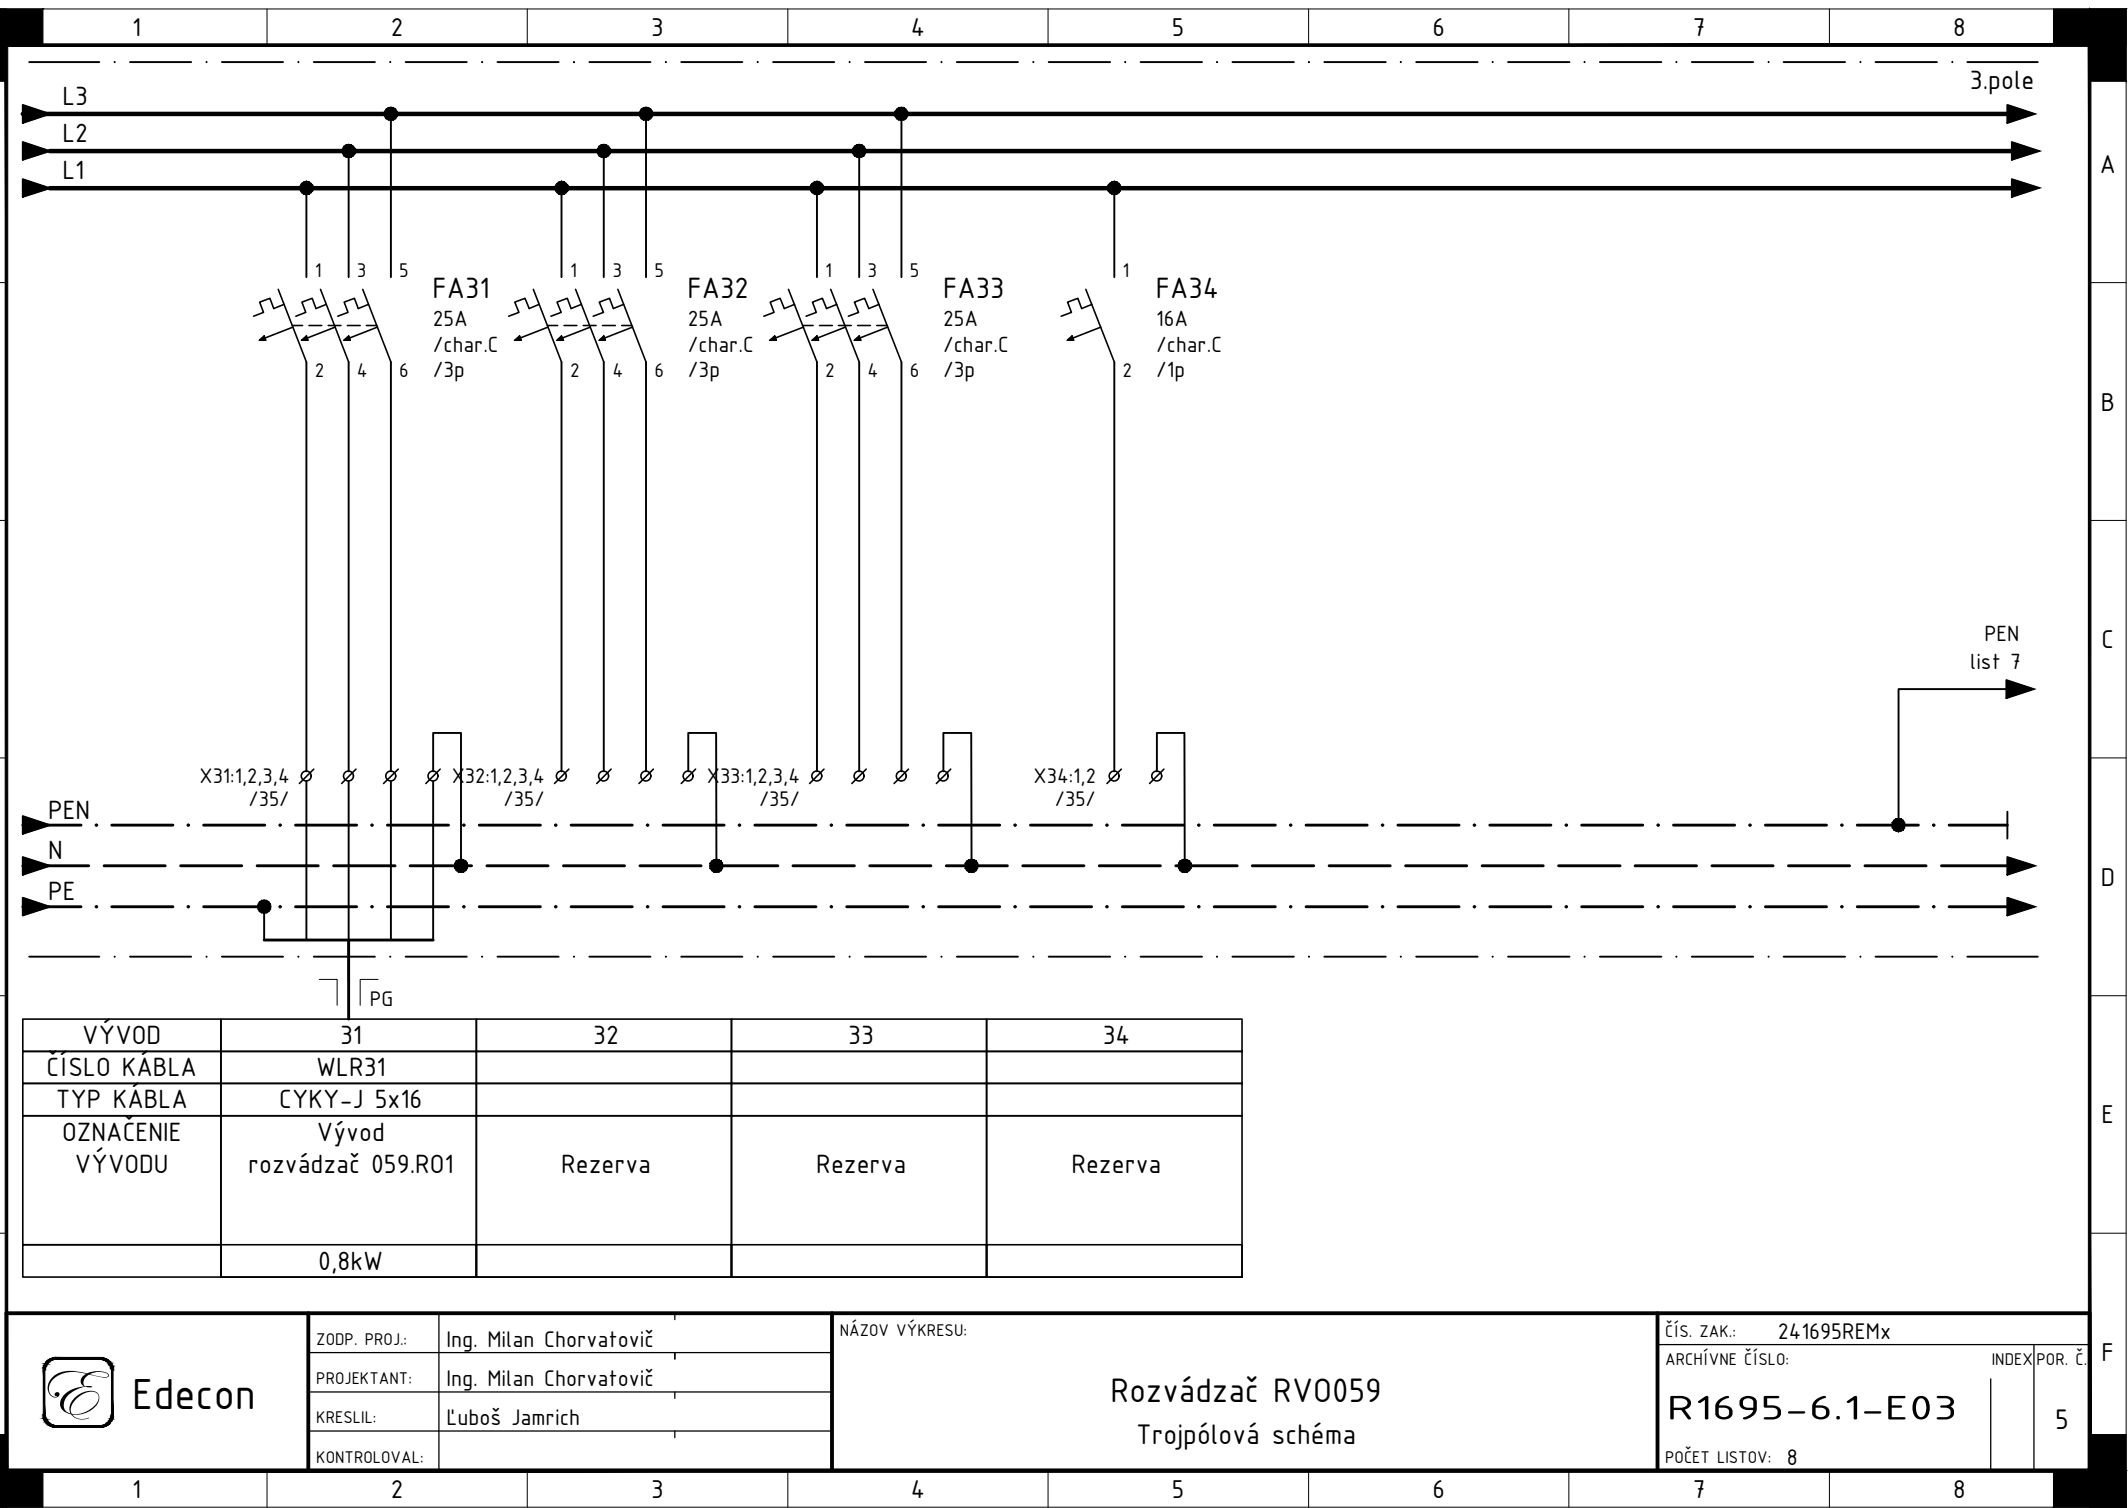 1 2 3 4 5 6 7 8
3.pole
L3
L2
L1
A
1 3 5 1 3 5 1 3 5 1
FA31 FA32 FA33 FA34
25A 25A 25A 16A
/char.C /char.C /char.C /char.C
/3p /3p /3p /1p
2 4 6 2 4 6 2 4 6 2
B
PEN
list 7
C
X31:1,2,3,4 X32:1,2,3,4 X33:1,2,3,4 X34:1,2
/35/ /35/ /35/ /35/
PEN
N
PE
D
PG
VÝVOD 31 32 33 34
ČÍSLO KÁBLA WLR31
TYP KÁBLA CYKY-J 5x16
E
OZNAČENIE Vývod
VÝVODU rozvádzač 059.RO1 Rezerva Rezerva Rezerva
0,8kW
Edecon
ZODP. PROJ.: Ing. Milan Chorvatovič
PROJEKTANT: Ing. Milan Chorvatovič
KRESLIL: Ľuboš Jamrich
KONTROLOVAL:
NÁZOV VÝKRESU:
Rozvádzač RVO059
Trojpólová schéma
ČÍS. ZAK.: 241695REMx
ARCHÍVNE ČÍSLO: INDEX POR. Č.
F
R1695-6.1-E03 5
POČET LISTOV: 8
1 2 3 4 5 6 7 8